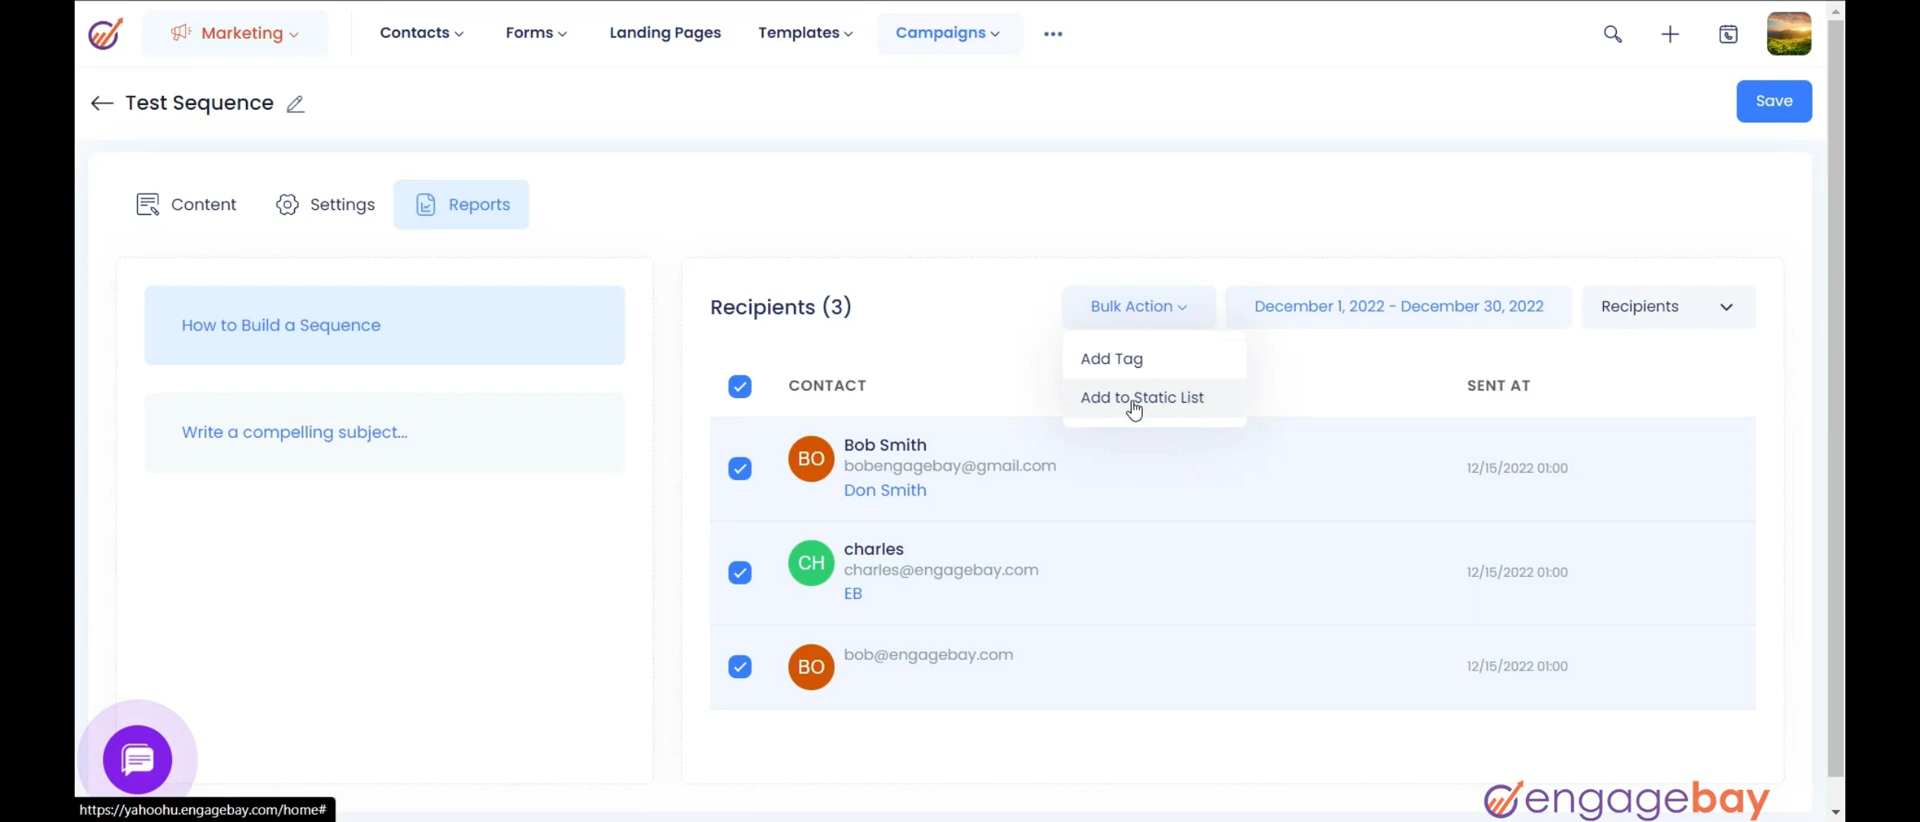 Marketing
Contacts
Forms
Landing Pages
Templates
Campaigns
Test Sequence
Save
Content
Settings
Reports
How to Build a Sequence
Write a compelling subject...
Recipients (3)
Bulk Action
December 1, 2022 - December 30, 2022
Recipients
Add Tag
Add to Static List
CONTACT
SENT AT
BO
Bob Smith
bobengagebay@gmail.com
Don Smith
12/15/2022 01:00
CH
charles
charles@engagebay.com
EB
12/15/2022 01:00
BO
bob@engagebay.com
12/15/2022 01:00
https://yahoohu.engagebay.com/home#
engagebay